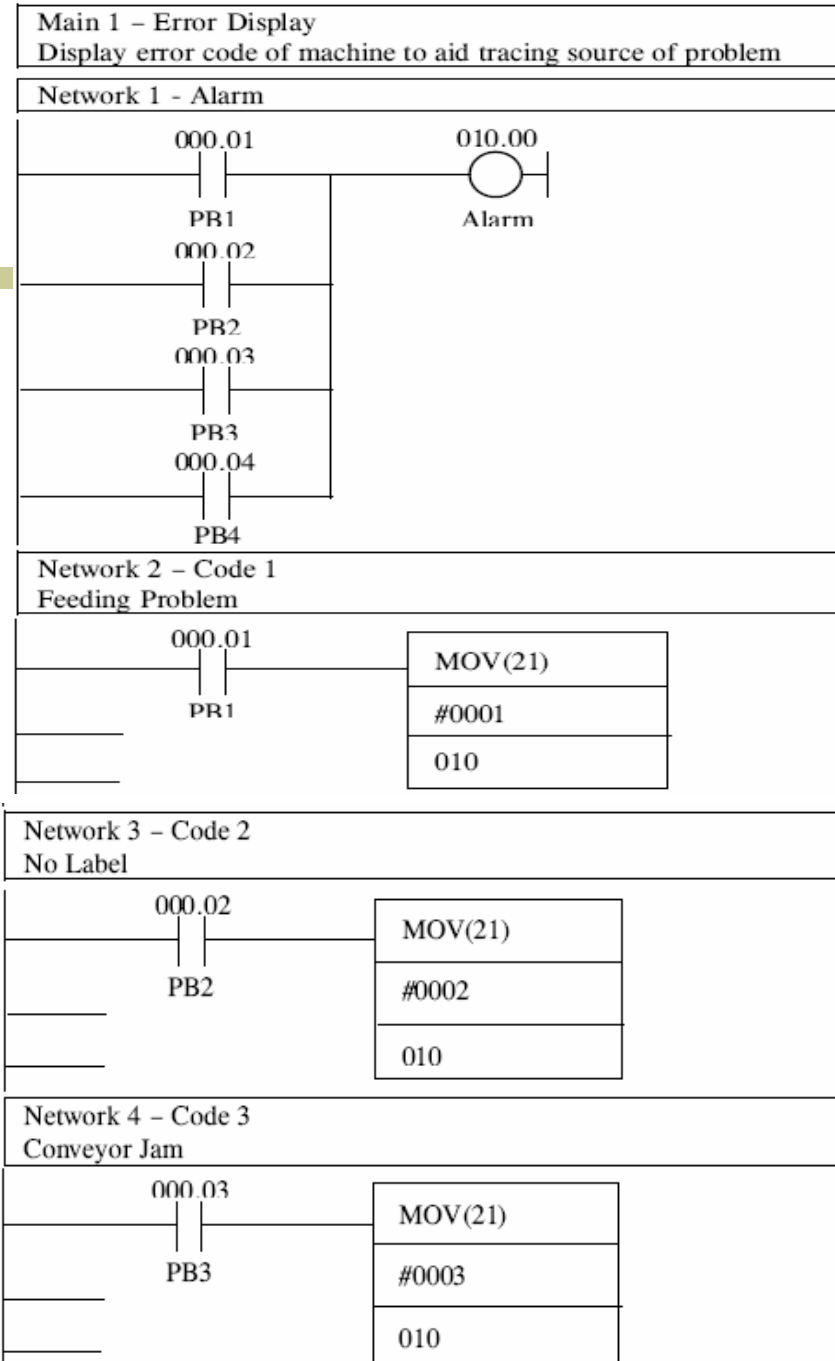 Main 1 – Error Display
Display error code of machine to aid tracing source of problem
Network 1 - Alarm
000.01 010.00
PB1 Alarm
000.02
PB2
000.03
PB3
000.04
PB4
Network 2 – Code 1
Feeding Problem
000.01
MOV(21)
PB1
#0001
010
Network 3 – Code 2
No Label
000.02
MOV(21)
PB2
#0002
010
Network 4 – Code 3
Conveyor Jam
000.03
MOV(21)
PB3
#0003
010